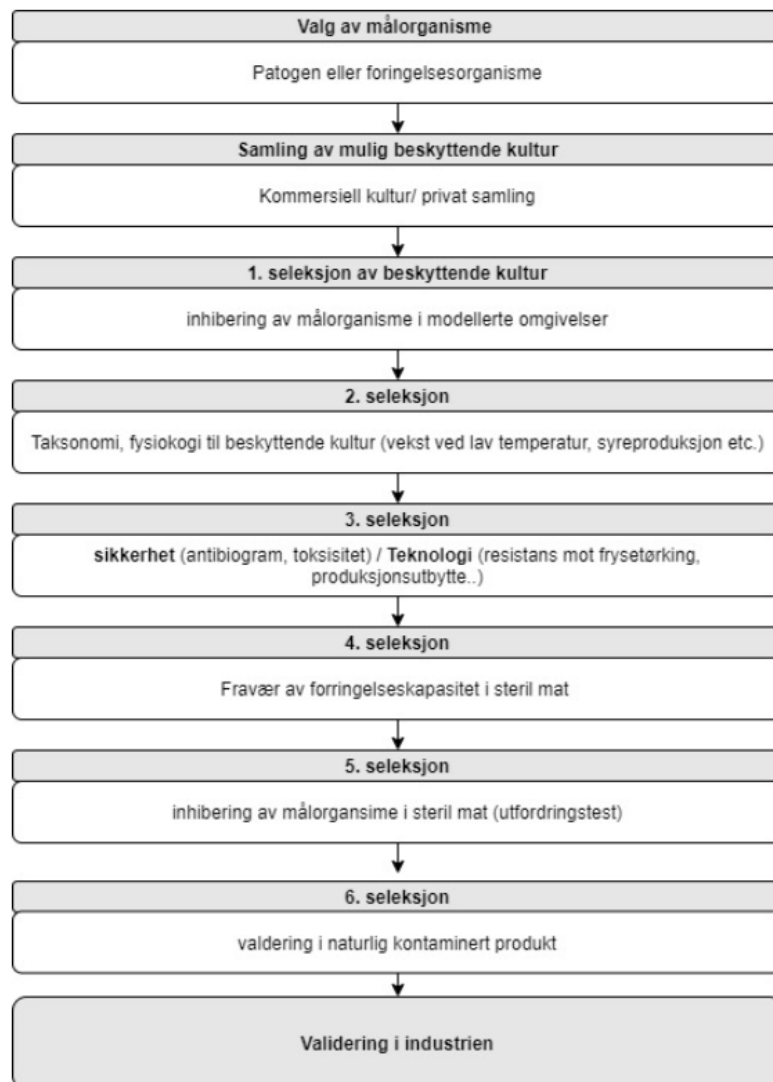 Valg av målorganisme
Patogen eller foringelsesorganisme
Samling av mulig beskyttende kultur
Kommersiell kultur/ privat samling
1. seleksjon av beskyttende kultur
inhibering av målorganisme i modellerte omgivelser
2. seleksjon
Taksonomi, fysiokogi til beskyttende kultur (vekst ved lav temperatur, syreproduksjon etc.)
3. seleksjon
sikkerhet (antibiogram, toksisitet) / Teknologi (resistans mot frysetørking,
produksjonsutbytte..)
4. seleksjon
Fravær av forringelseskapasitet i steril mat
5. seleksjon
inhibering av målorgansime i steril mat (utfordringstest)
6. seleksjon
valdering i naturlig kontaminert produkt
Validering i industrien